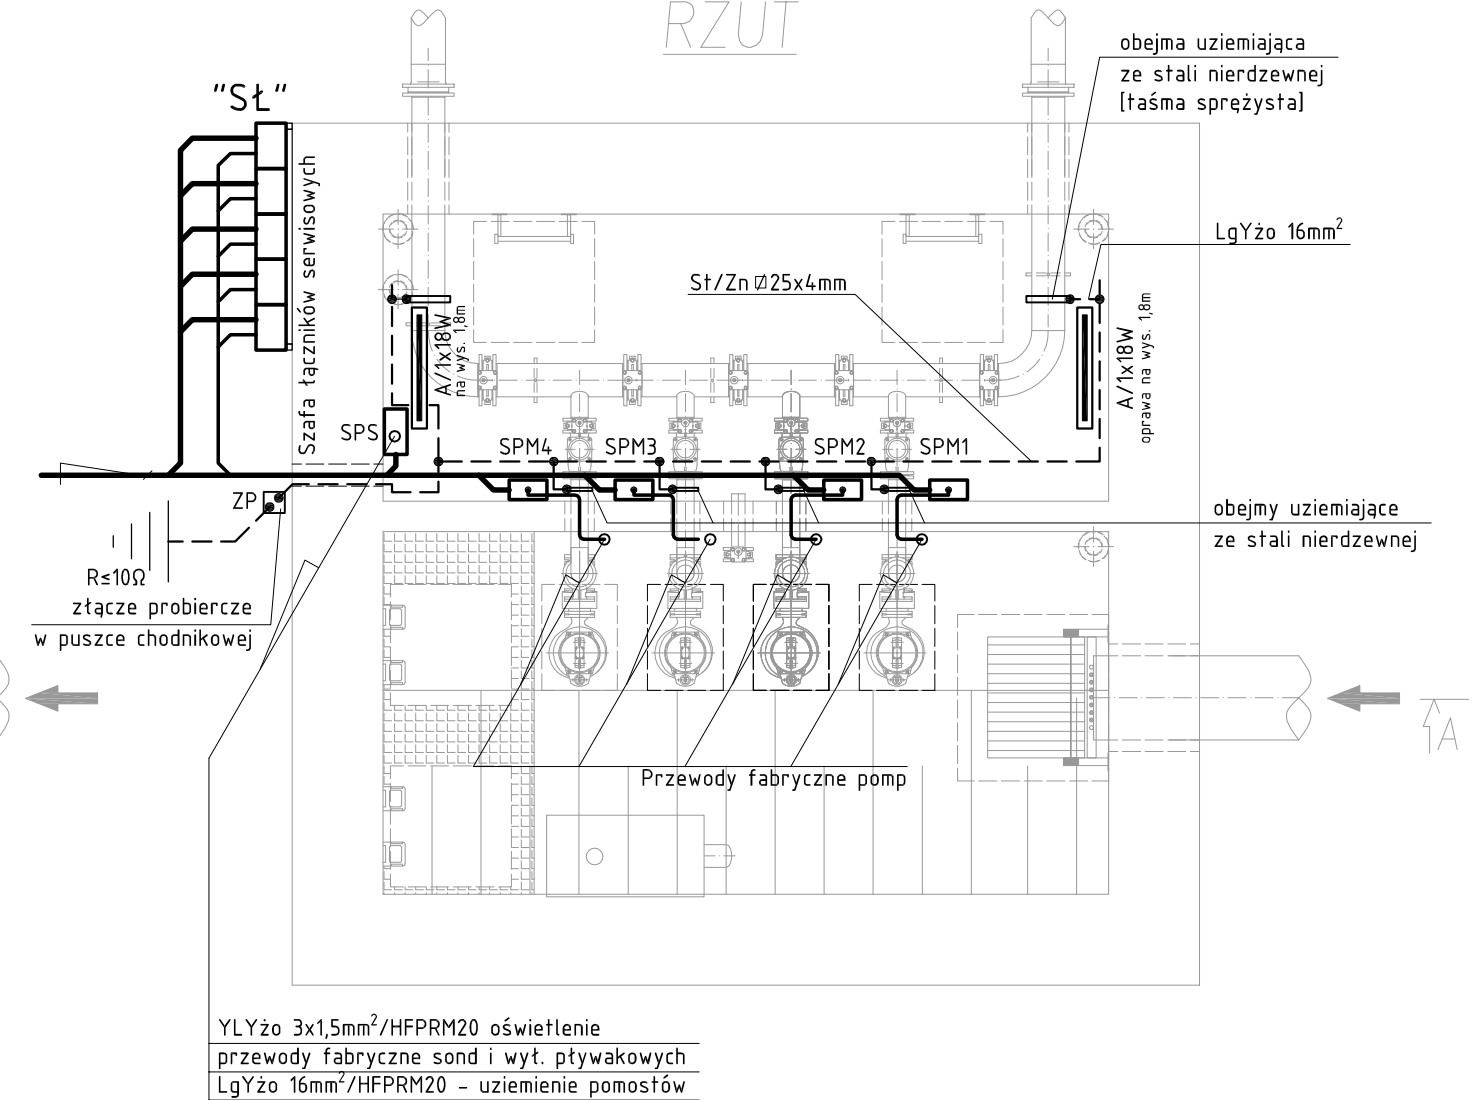 RZUT
obejma uziemiająca
ze stali nierdzewnej
[taśma sprężysta]
"SŁ"
Szafa łączników serwisowych
LgYżo 16mm²
St/Zn 25x4mm
A/1x18W
na wys. 1,8m
A/1x18W
oprawa na wys. 1,8m
SPS
SPM4
SPM3
SPM2
SPM1
ZP
obejmy uziemiające
ze stali nierdzewnej
R≤10Ω
złącze probiercze
w puszce chodnikowej
A
Przewody fabryczne pomp
YLYżo 3x1,5mm²/HFPRM20 oświetlenie
przewody fabryczne sond i wył. pływakowych
LgYżo 16mm²/HFPRM20 - uziemienie pomostów